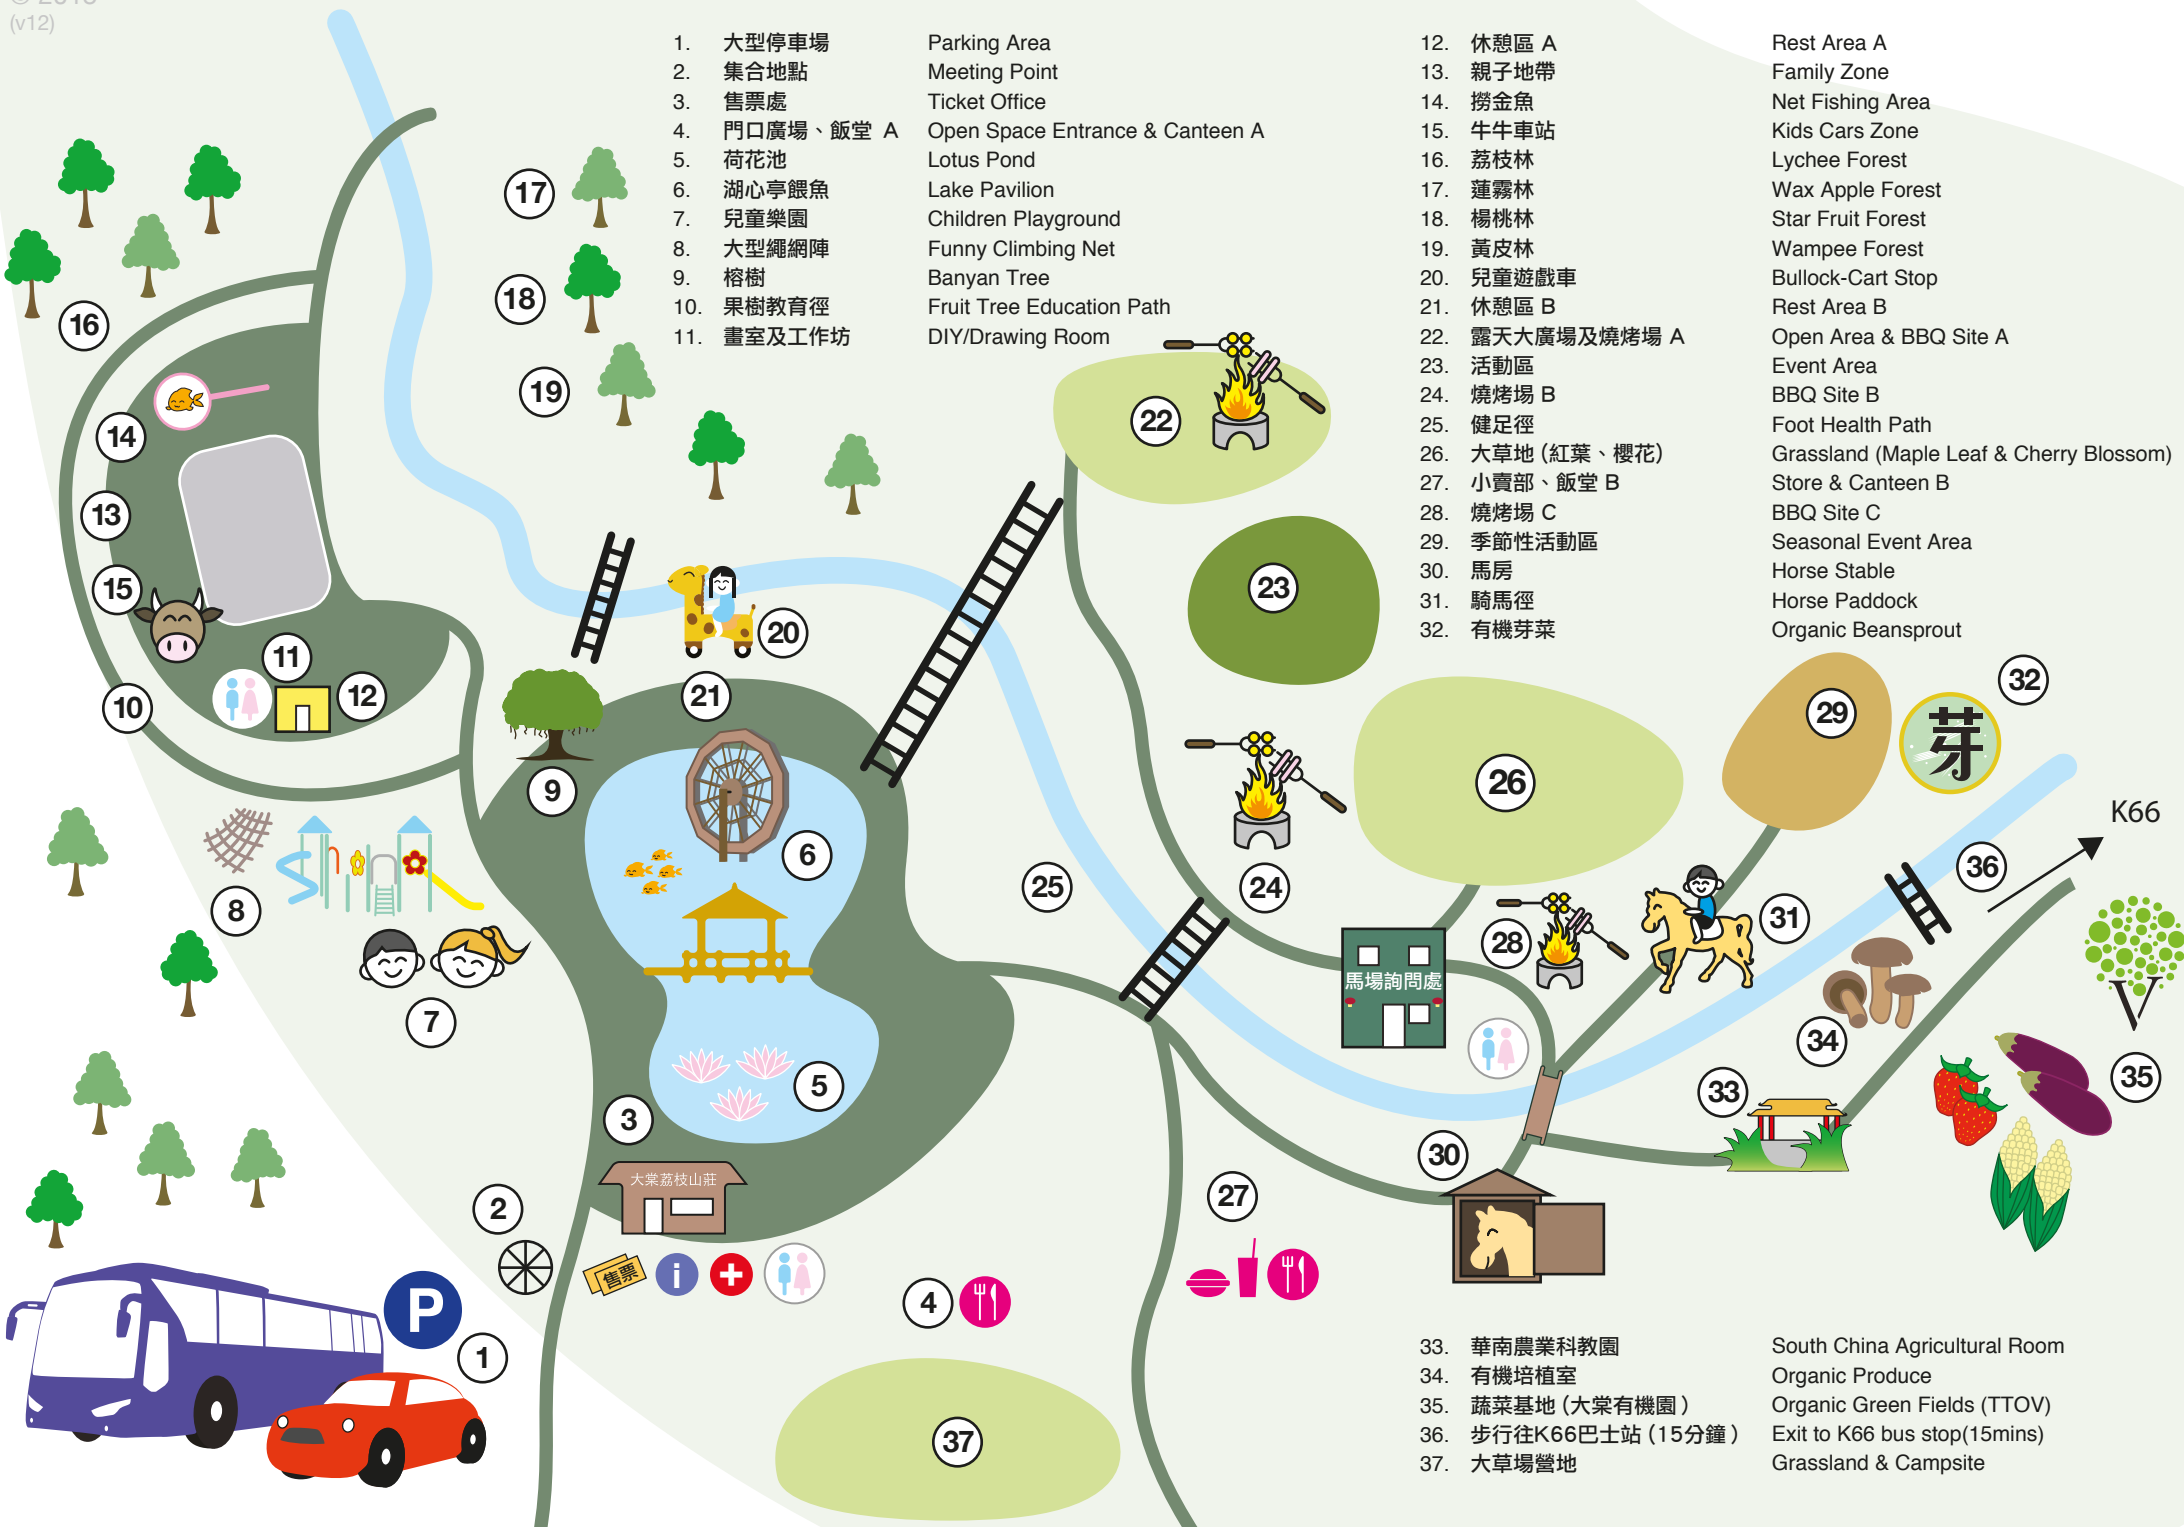 (v12)
1. 大型停車場 Parking Area
2. 集合地點 Meeting Point
3. 售票處 Ticket Office
4. 門口廣場、飯堂 A Open Space Entrance & Canteen A
5. 荷花池 Lotus Pond
6. 湖心亭餵魚 Lake Pavilion
7. 兒童樂園 Children Playground
8. 大型繩網陣 Funny Climbing Net
9. 榕樹 Banyan Tree
10. 果樹教育徑 Fruit Tree Education Path
11. 畫室及工作坊 DIY/Drawing Room
12. 休憩區 A Rest Area A
13. 親子地帶 Family Zone
14. 撈金魚 Net Fishing Area
15. 牛牛車站 Kids Cars Zone
16. 荔枝林 Lychee Forest
17. 蓮霧林 Wax Apple Forest
18. 楊桃林 Star Fruit Forest
19. 黃皮林 Wampee Forest
20. 兒童遊戲車 Bullock-Cart Stop
21. 休憩區 B Rest Area B
22. 露天大廣場及燒烤場 A Open Area & BBQ Site A
23. 活動區 Event Area
24. 燒烤場 B BBQ Site B
25. 健足徑 Foot Health Path
26. 大草地（紅葉、櫻花） Grassland (Maple Leaf & Cherry Blossom)
27. 小賣部、飯堂 B Store & Canteen B
28. 燒烤場 C BBQ Site C
29. 季節性活動區 Seasonal Event Area
30. 馬房 Horse Stable
31. 騎馬徑 Horse Paddock
32. 有機芽菜 Organic Beansprout
17
18
16
19
22
14
13
23
15
20
11
12
10
21
32
29
芽
9
26
K66
6
36
25
24
8
31
28
馬場詢問處
7
34
V
5
33
35
3
大棠荔枝山莊
30
2
27
售票
i
4
P
1
37
33. 華南農業科教園 South China Agricultural Room
34. 有機培植室 Organic Produce
35. 蔬菜基地（大棠有機園） Organic Green Fields (TTOV)
36. 步行往K66巴士站（15分鐘） Exit to K66 bus stop(15mins)
37. 大草場營地 Grassland & Campsite